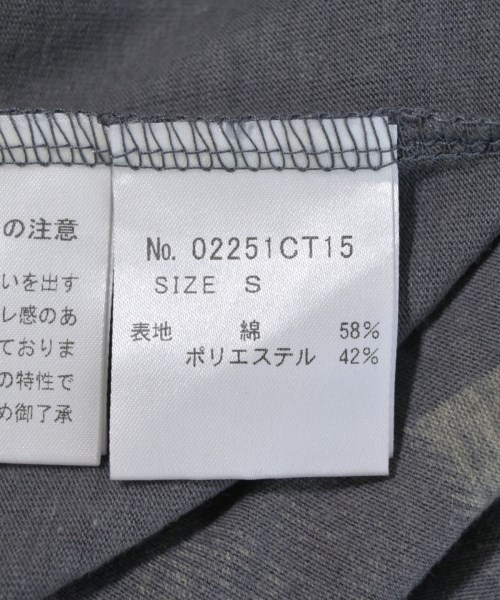 の注意
いを出す
レ感のあ
ておりま
の特性で
め御了承
No. 02251CT15
SIZE S
表地 綿 58%
ポリエステル 42%